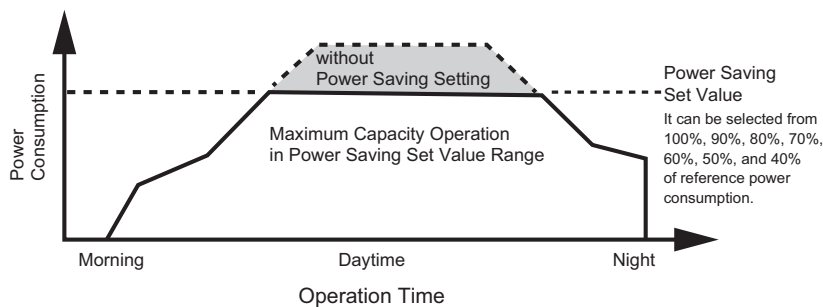 Power
Consumption
without
Power Saving Setting
Maximum Capacity Operation
in Power Saving Set Value Range
Power Saving
Set Value
It can be selected from
100%, 90%, 80%, 70%,
60%, 50%, and 40%
of reference power
consumption.
Morning
Daytime
Night
Operation Time